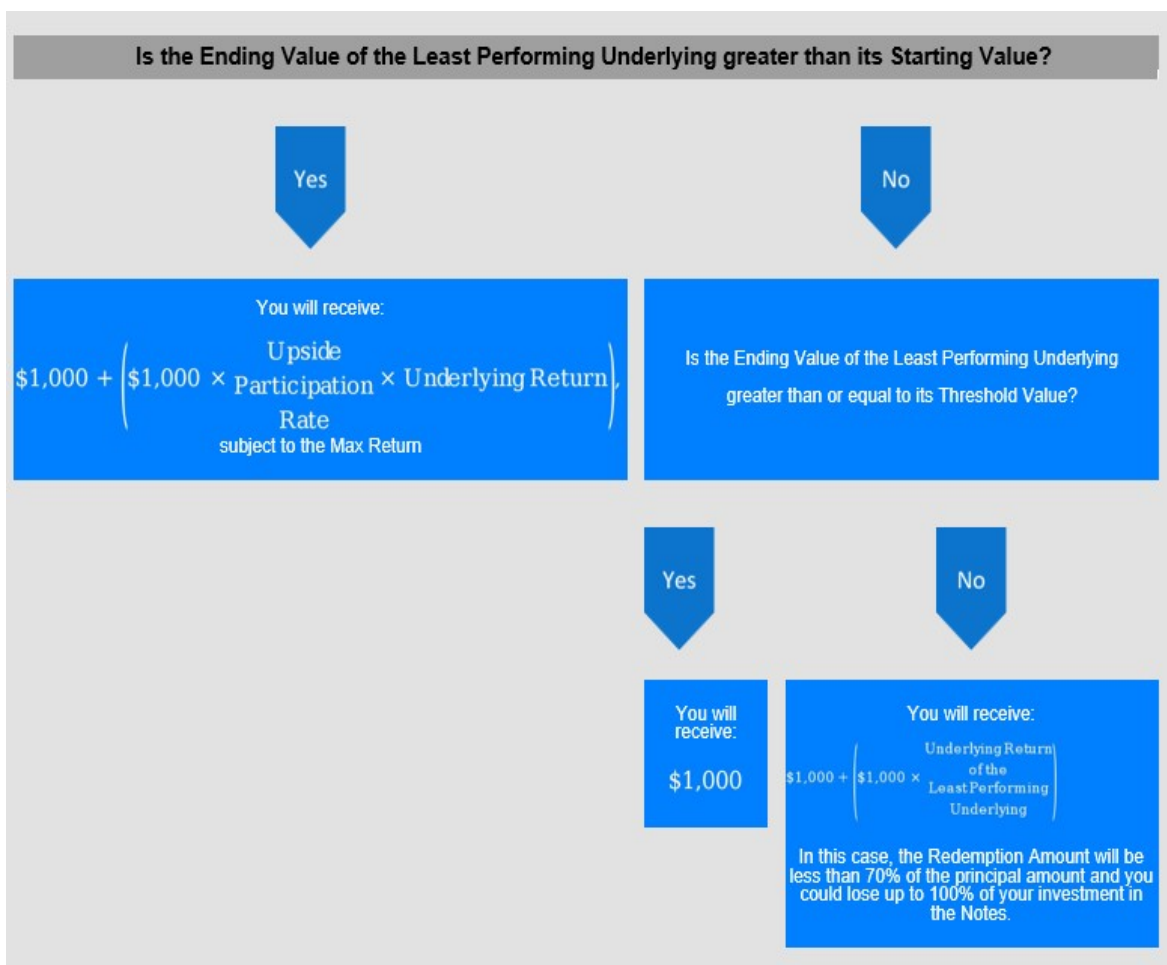 Is the Ending Value of the Least Performing Underlying greater than its Starting Value?
Yes
No
You will receive:
$1,000 + ($1,000 × Upside Participation Rate × Underlying Return),
subject to the Max Return
Is the Ending Value of the Least Performing Underlying
greater than or equal to its Threshold Value?
Yes
No
You will
receive:
$1,000
You will receive:
$1,000 + ($1,000 × Underlying Return of the Least Performing Underlying)
In this case, the Redemption Amount will be
less than 70% of the principal amount and you
could lose up to 100% of your investment in
the Notes.